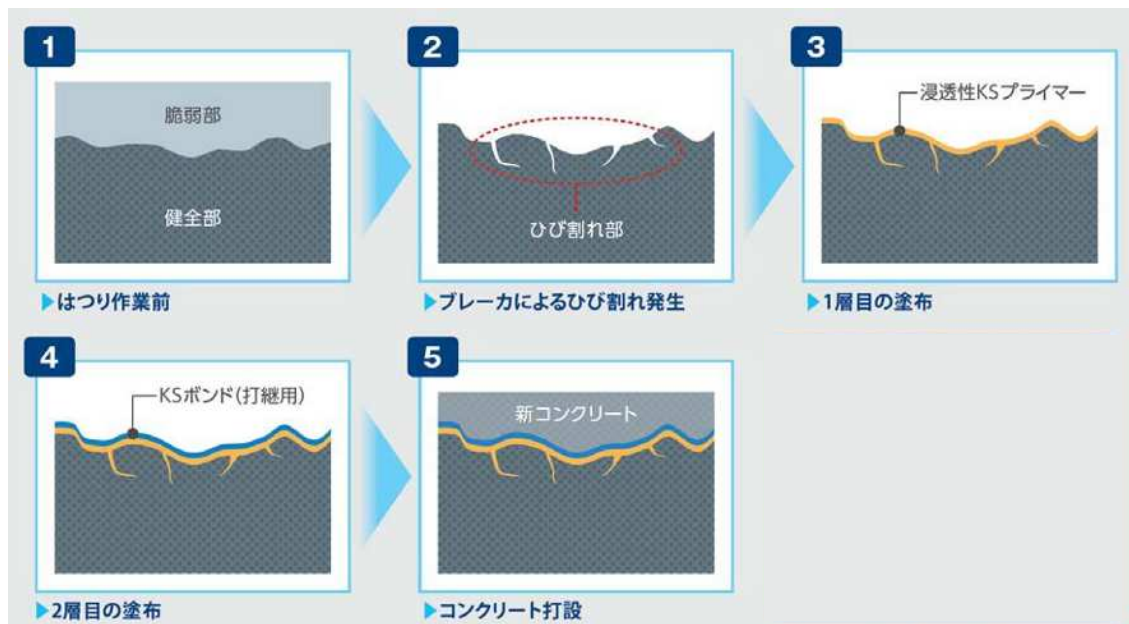 1
脆弱部
健全部
▶はつり作業前
2
ひび割れ部
▶ブレーカによるひび割れ発生
3
浸透性KSプライマー
▶1層目の塗布
4
KSボンド(打継用)
▶2層目の塗布
5
新コンクリート
▶コンクリート打設